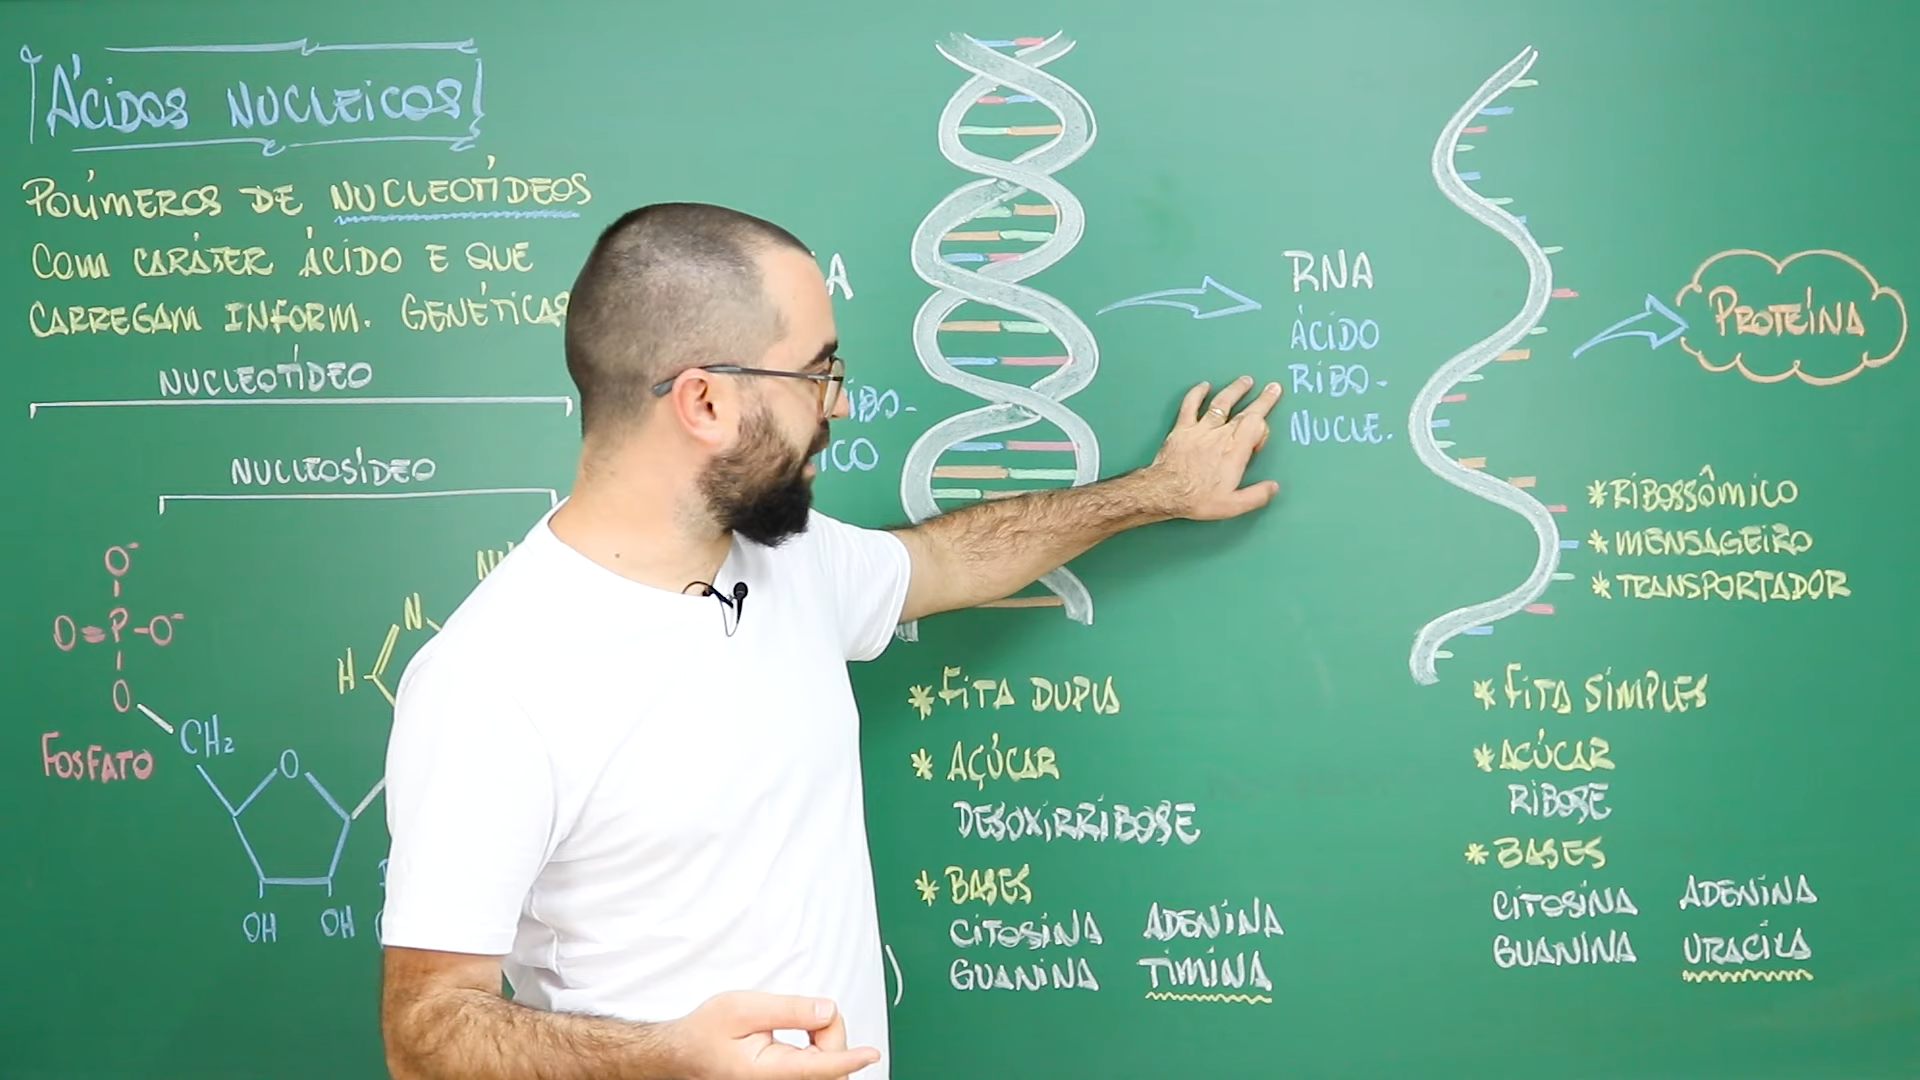 ÁCIDOS NUCLEICOS
POLÍMEROS DE NUCLEOTÍDEOS
COM CARÁTER ÁCIDO E QUE
CARREGAM INFORM. GENÉTICAS
NUCLEOTÍDEO
NUCLEOSÍDEO
O⁻
O=P-O⁻
O
FOSFATO
CH₂
O
OH OH
N
H
RNA
ÁCIDO
RIBO-
NUCLE.
PROTEÍNA
*RIBOSSÔMICO
*MENSAGEIRO
*TRANSPORTADOR
* FITA DUPLA
* AÇÚCAR
DESOXIRRIBOSE
* BASES
CITOSINA ADENINA
GUANINA TIMINA
* FITA SIMPLES
* AÇÚCAR
RIBOSE
* BASES
CITOSINA ADENINA
GUANINA URACILA